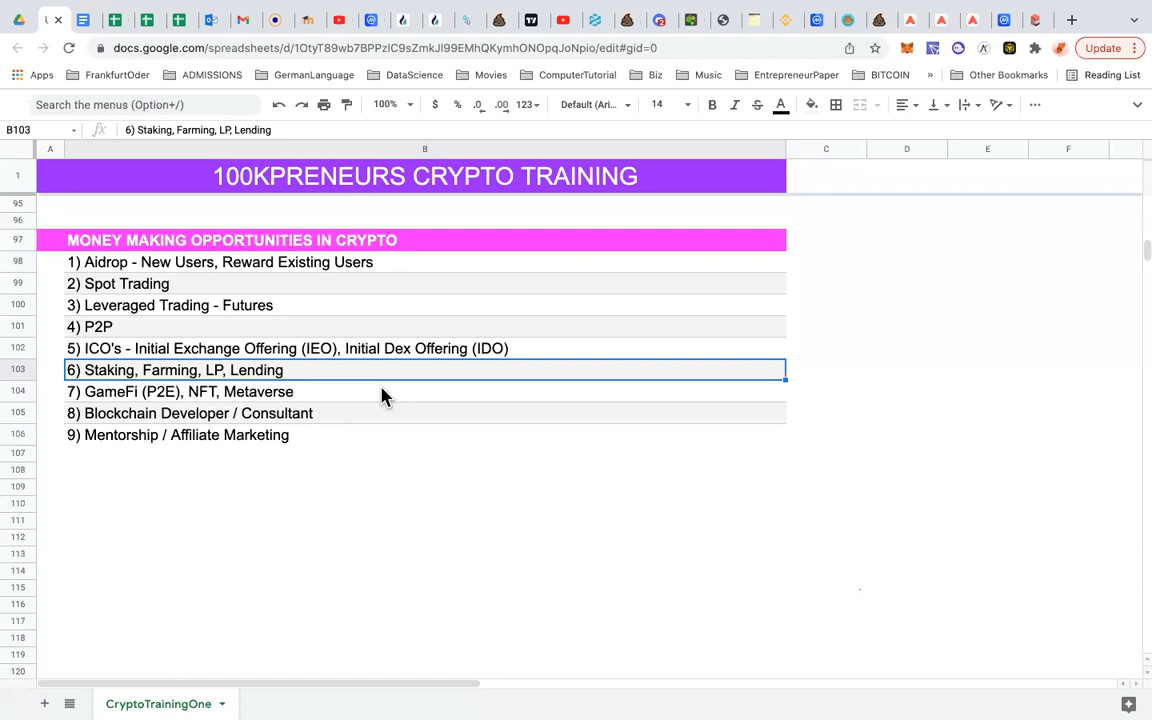 docs.google.com/spreadsheets/d/1OtyT89wb7BPPzlC9sZmkJl99EMhQKymhONOpqJoNpio/edit#gid=0
Update
Apps FrankfurtOder ADMISSIONS GermanLanguage DataScience Movies ComputerTutorial Biz Music EntrepreneurPaper BITCOIN » Other Bookmarks Reading List
Search the menus (Option+/) 100% $ % .0 .00 123 Default (Ari... 14 B I S A
B103 fx 6) Staking, Farming, LP, Lending
A B C D E F
1 100KPRENEURS CRYPTO TRAINING
95
96
97 MONEY MAKING OPPORTUNITIES IN CRYPTO
98 1) Aidrop - New Users, Reward Existing Users
99 2) Spot Trading
100 3) Leveraged Trading - Futures
101 4) P2P
102 5) ICO's - Initial Exchange Offering (IEO), Initial Dex Offering (IDO)
103 6) Staking, Farming, LP, Lending
104 7) GameFi (P2E), NFT, Metaverse
105 8) Blockchain Developer / Consultant
106 9) Mentorship / Affiliate Marketing
107
108
109
110
111
112
113
114
115
116
117
118
119
120
CryptoTrainingOne